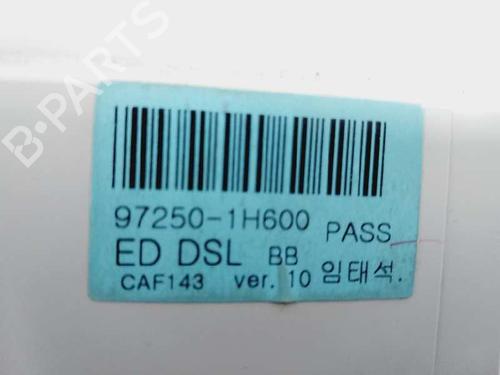 B-PARTS
97250-1H600 PASS
ED DSL BB
CAF143 ver. 10 임태석.